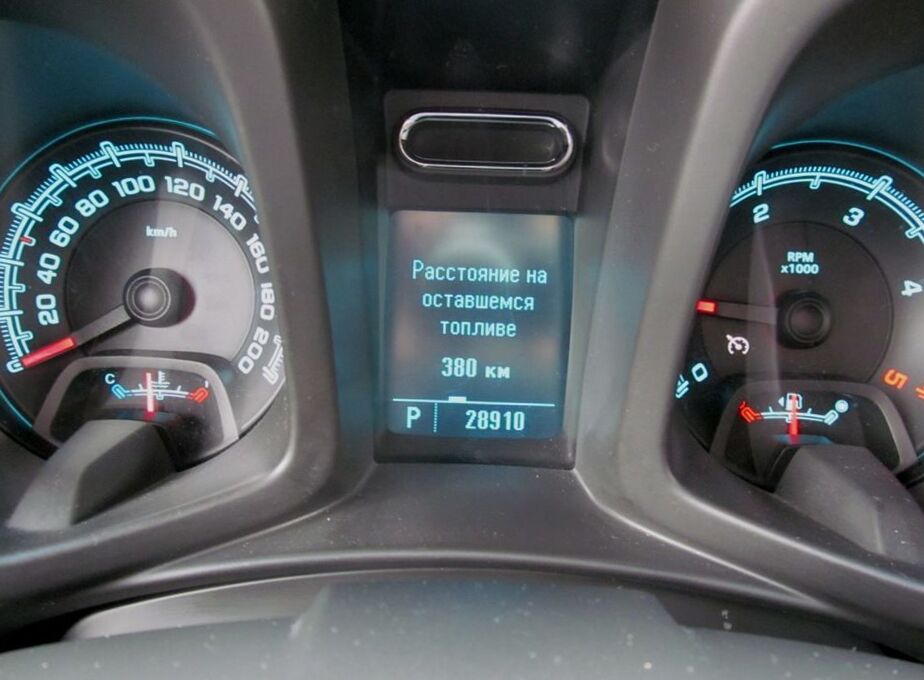 20
40
60
80
100
120
140
160
180
200
km/h
C
Расстояние на
оставшемся
топливе
380 км
P 28910
0
2
3
4
5
RPM
x1000